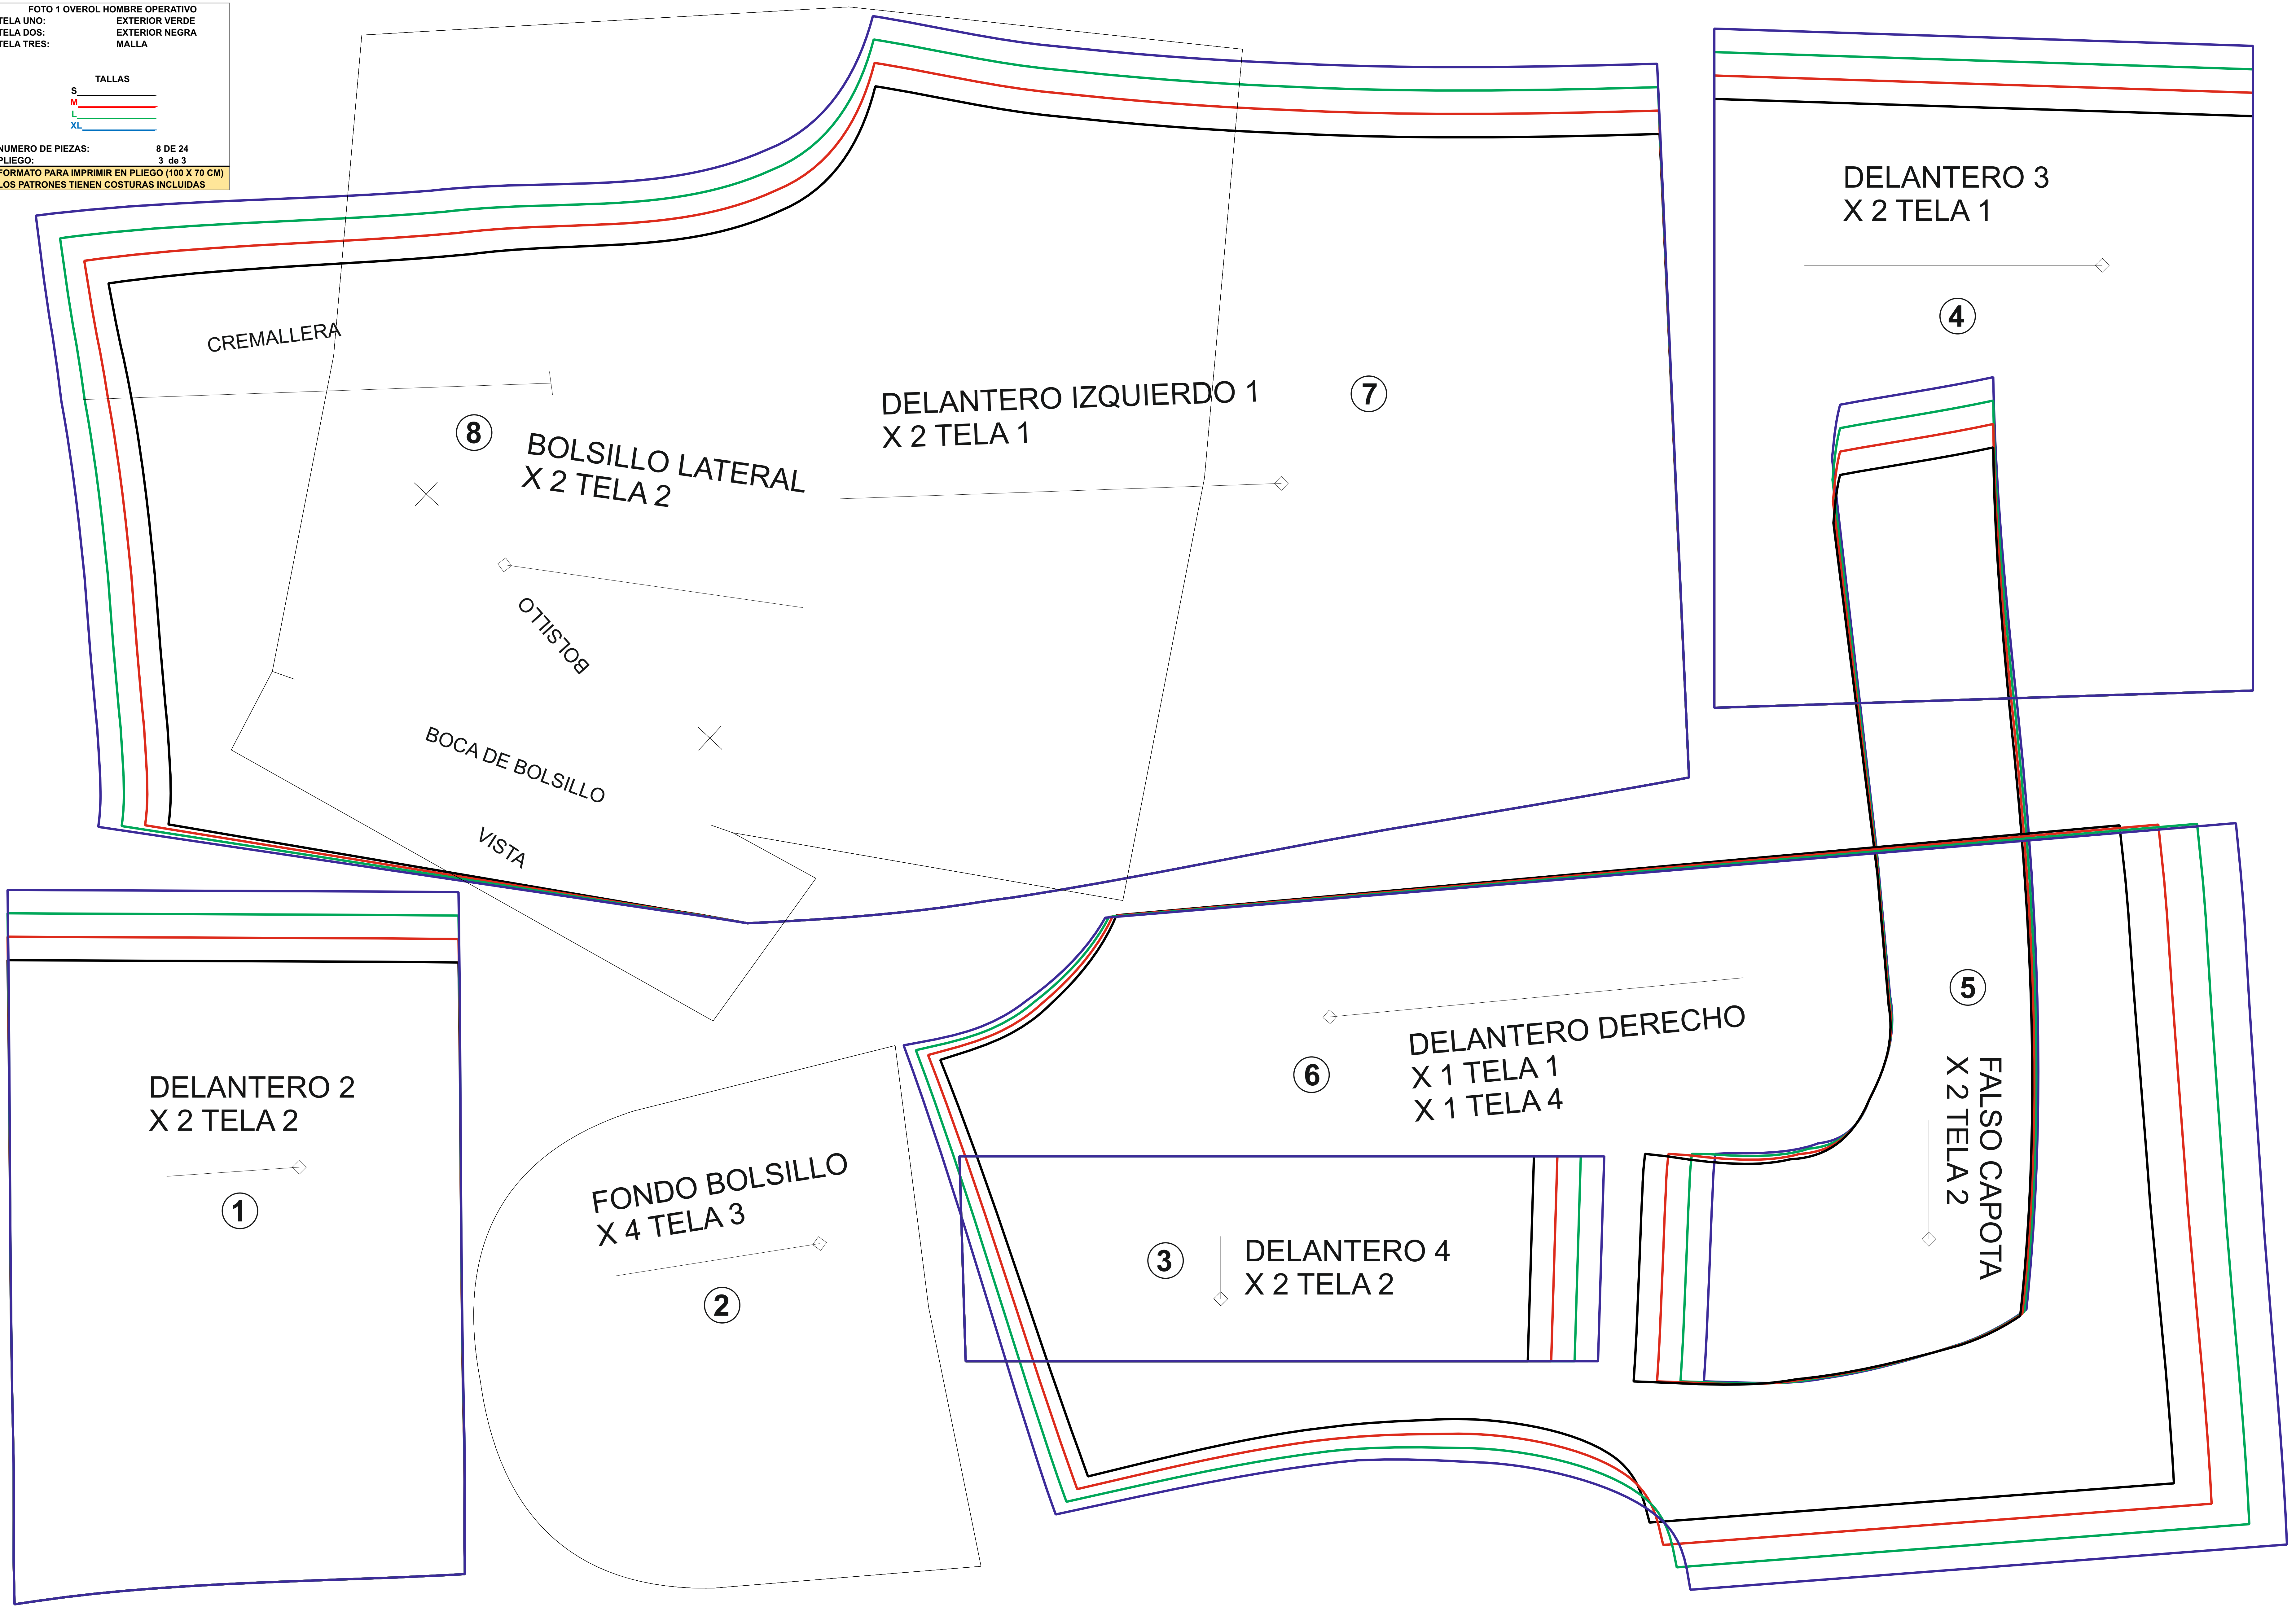 FOTO 1 OVEROL HOMBRE OPERATIVO
TELA UNO: EXTERIOR VERDE
TELA DOS: EXTERIOR NEGRA
TELA TRES: MALLA
TALLAS
S
M
L
XL
NUMERO DE PIEZAS: 8 DE 24
PLIEGO: 3 de 3
FORMATO PARA IMPRIMIR EN PLIEGO (100 X 70 CM)
LOS PATRONES TIENEN COSTURAS INCLUIDAS
CREMALLERA
8
BOLSILLO LATERAL
X 2 TELA 2
DELANTERO IZQUIERDO 1
X 2 TELA 1
7
BOLSILLO
BOCA DE BOLSILLO
VISTA
DELANTERO 3
X 2 TELA 1
4
DELANTERO 2
X 2 TELA 2
1
FONDO BOLSILLO
X 4 TELA 3
2
6
DELANTERO DERECHO
X 1 TELA 1
X 1 TELA 4
3
DELANTERO 4
X 2 TELA 2
5
FALSO CAPOTA
X 2 TELA 2